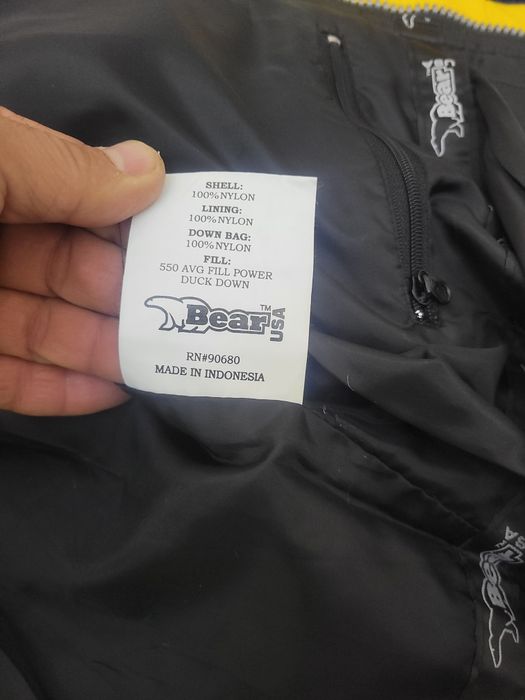 SHELL:
100%NYLON
LINING:
100%NYLON
DOWN BAG:
100%NYLON
FILL:
550 AVG FILL POWER
DUCK DOWN
Bear™
USA
RN#90680
MADE IN INDONESIA
Bear